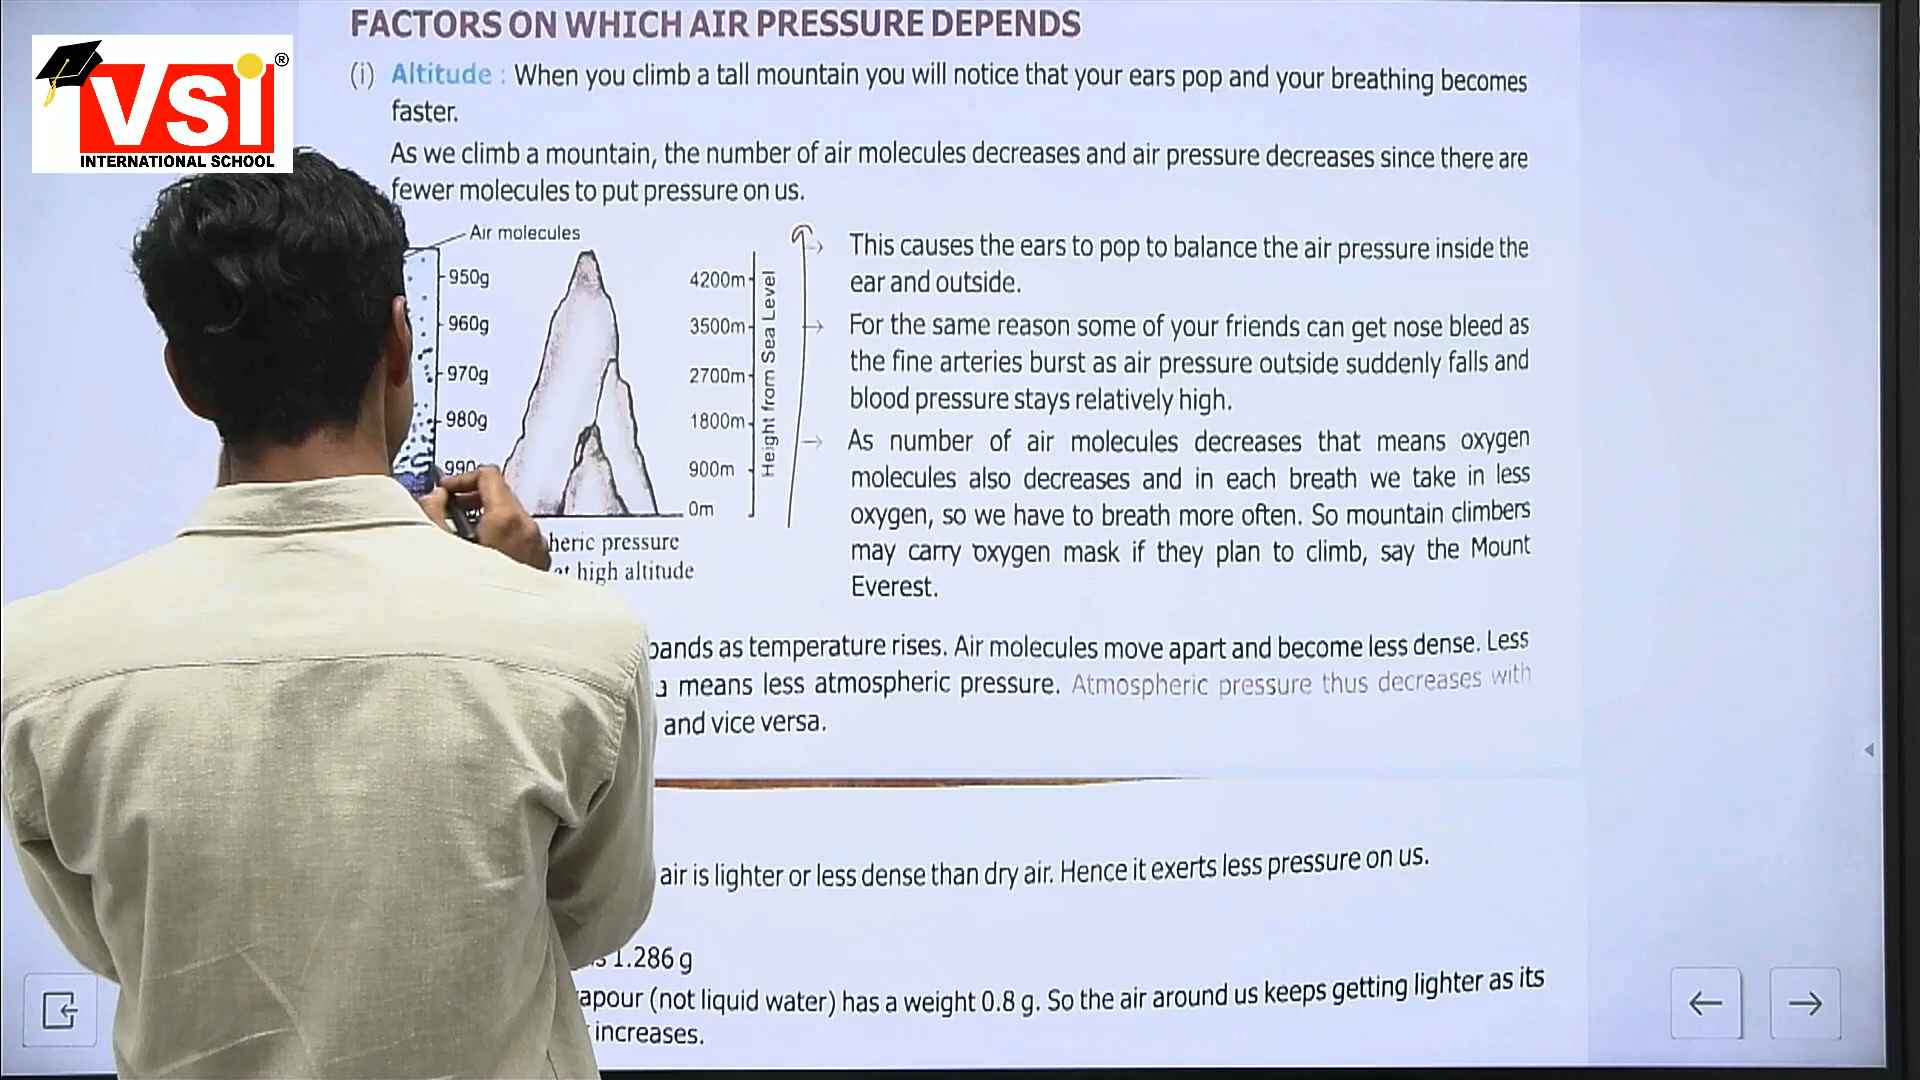 FACTORS ON WHICH AIR PRESSURE DEPENDS
VSI ®
INTERNATIONAL SCHOOL
(i) Altitude : When you climb a tall mountain you will notice that your ears pop and your breathing becomes
faster.
As we climb a mountain, the number of air molecules decreases and air pressure decreases since there are
fewer molecules to put pressure on us.
Air molecules
950g
960g
970g
980g
4200m
3500m
2700m
1800m
900m
0m
Height from Sea Level
heric pressure
high altitude
→ This causes the ears to pop to balance the air pressure inside the
ear and outside.
→ For the same reason some of your friends can get nose bleed as
the fine arteries burst as air pressure outside suddenly falls and
blood pressure stays relatively high.
→ As number of air molecules decreases that means oxygen
molecules also decreases and in each breath we take in less
oxygen, so we have to breath more often. So mountain climbers
may carry oxygen mask if they plan to climb, say the Mount
Everest.
pands as temperature rises. Air molecules move apart and become less dense. Less
means less atmospheric pressure. Atmospheric pressure thus decreases with
and vice versa.
air is lighter or less dense than dry air. Hence it exerts less pressure on us.
1.286 g
apour (not liquid water) has a weight 0.8 g. So the air around us keeps getting lighter as its
increases.